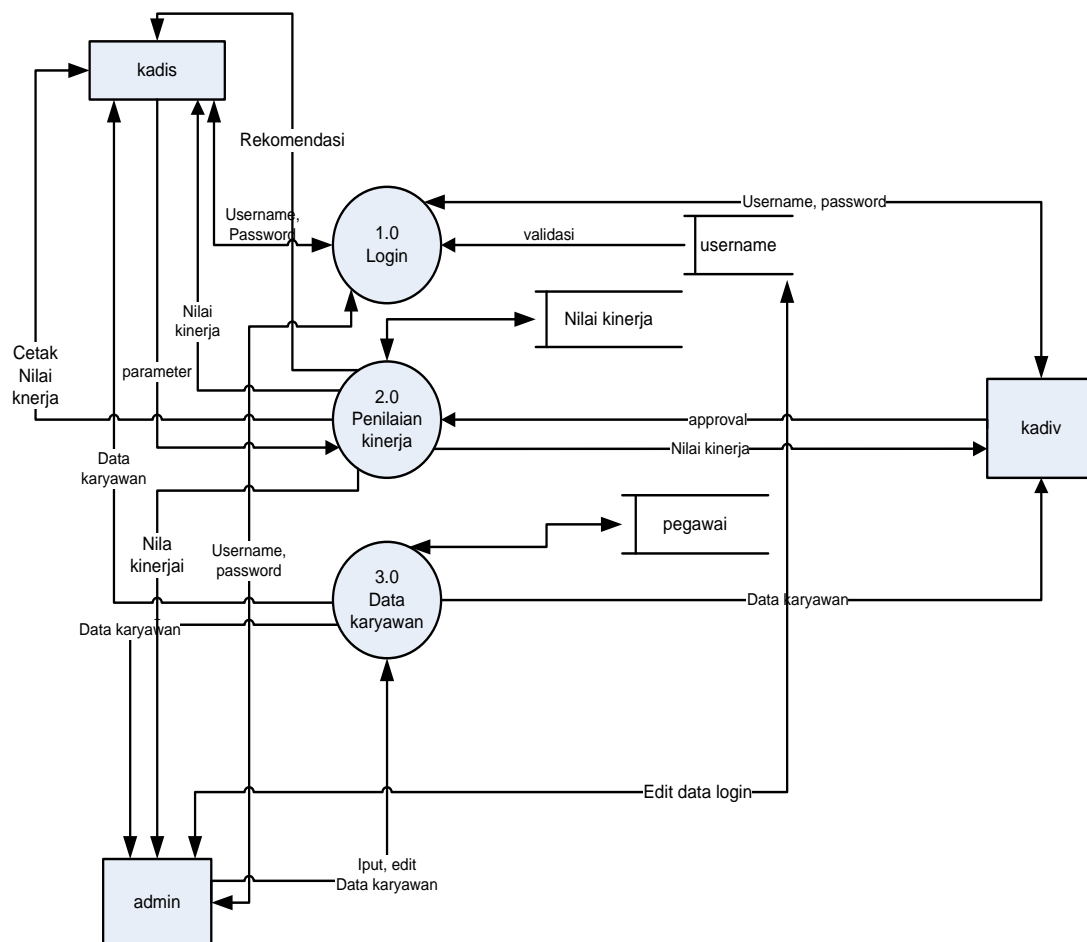 kadis
Rekomendasi
Username,
Password
1.0
Login
Username, password
validasi
username
Nilai
kinerja
Nilai kinerja
Cetak
Nilai
knerja
parameter
2.0
Penilaian
kinerja
approval
Nilai kinerja
kadiv
Data
karyawan
Nila
kinerjai
Username,
password
pegawai
3.0
Data
karyawan
Data karyawan
Data karyawan
Edit data login
Iput, edit
Data karyawan
admin